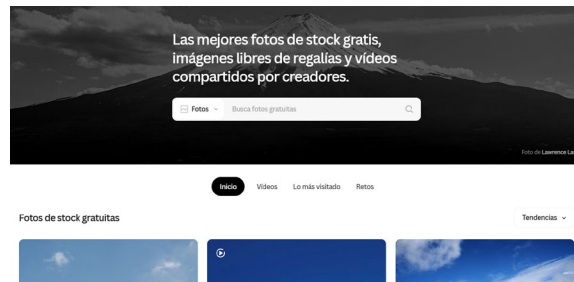 Las mejores fotos de stock gratis,
imágenes libres de regalías y vídeos
compartidos por creadores.
Fotos
Busca fotos gratuitas
Foto de Lawrence La
Inicio
Vídeos
Lo más visitado
Retos
Fotos de stock gratuitas
Tendencias